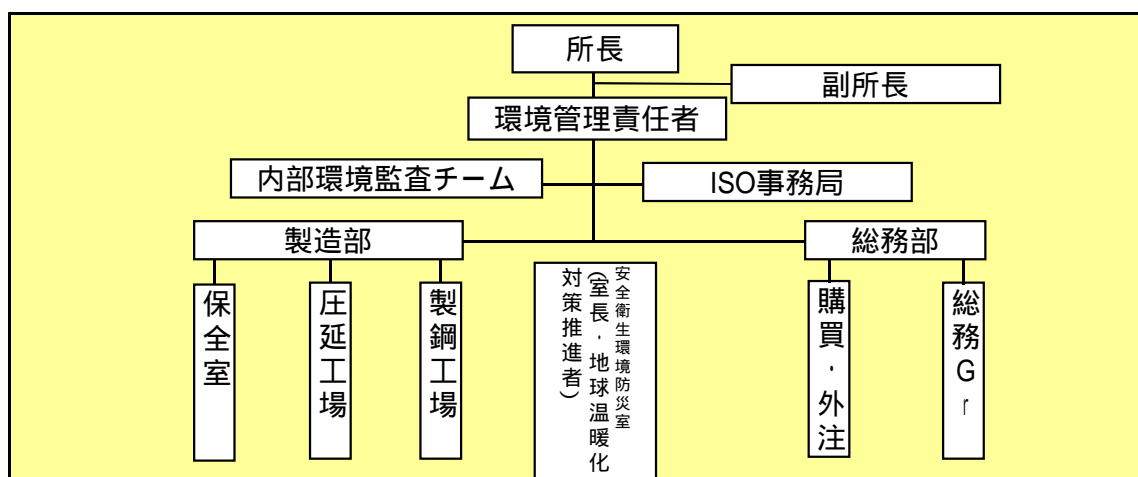 所長
副所長
環境管理責任者
内部環境監査チーム
ISO事務局
製造部
総務部
保全室
圧延工場
製鋼工場
安全衛生環境防災室
(室長・地球温暖化
対策推進者)
購買・外注
総務Gr